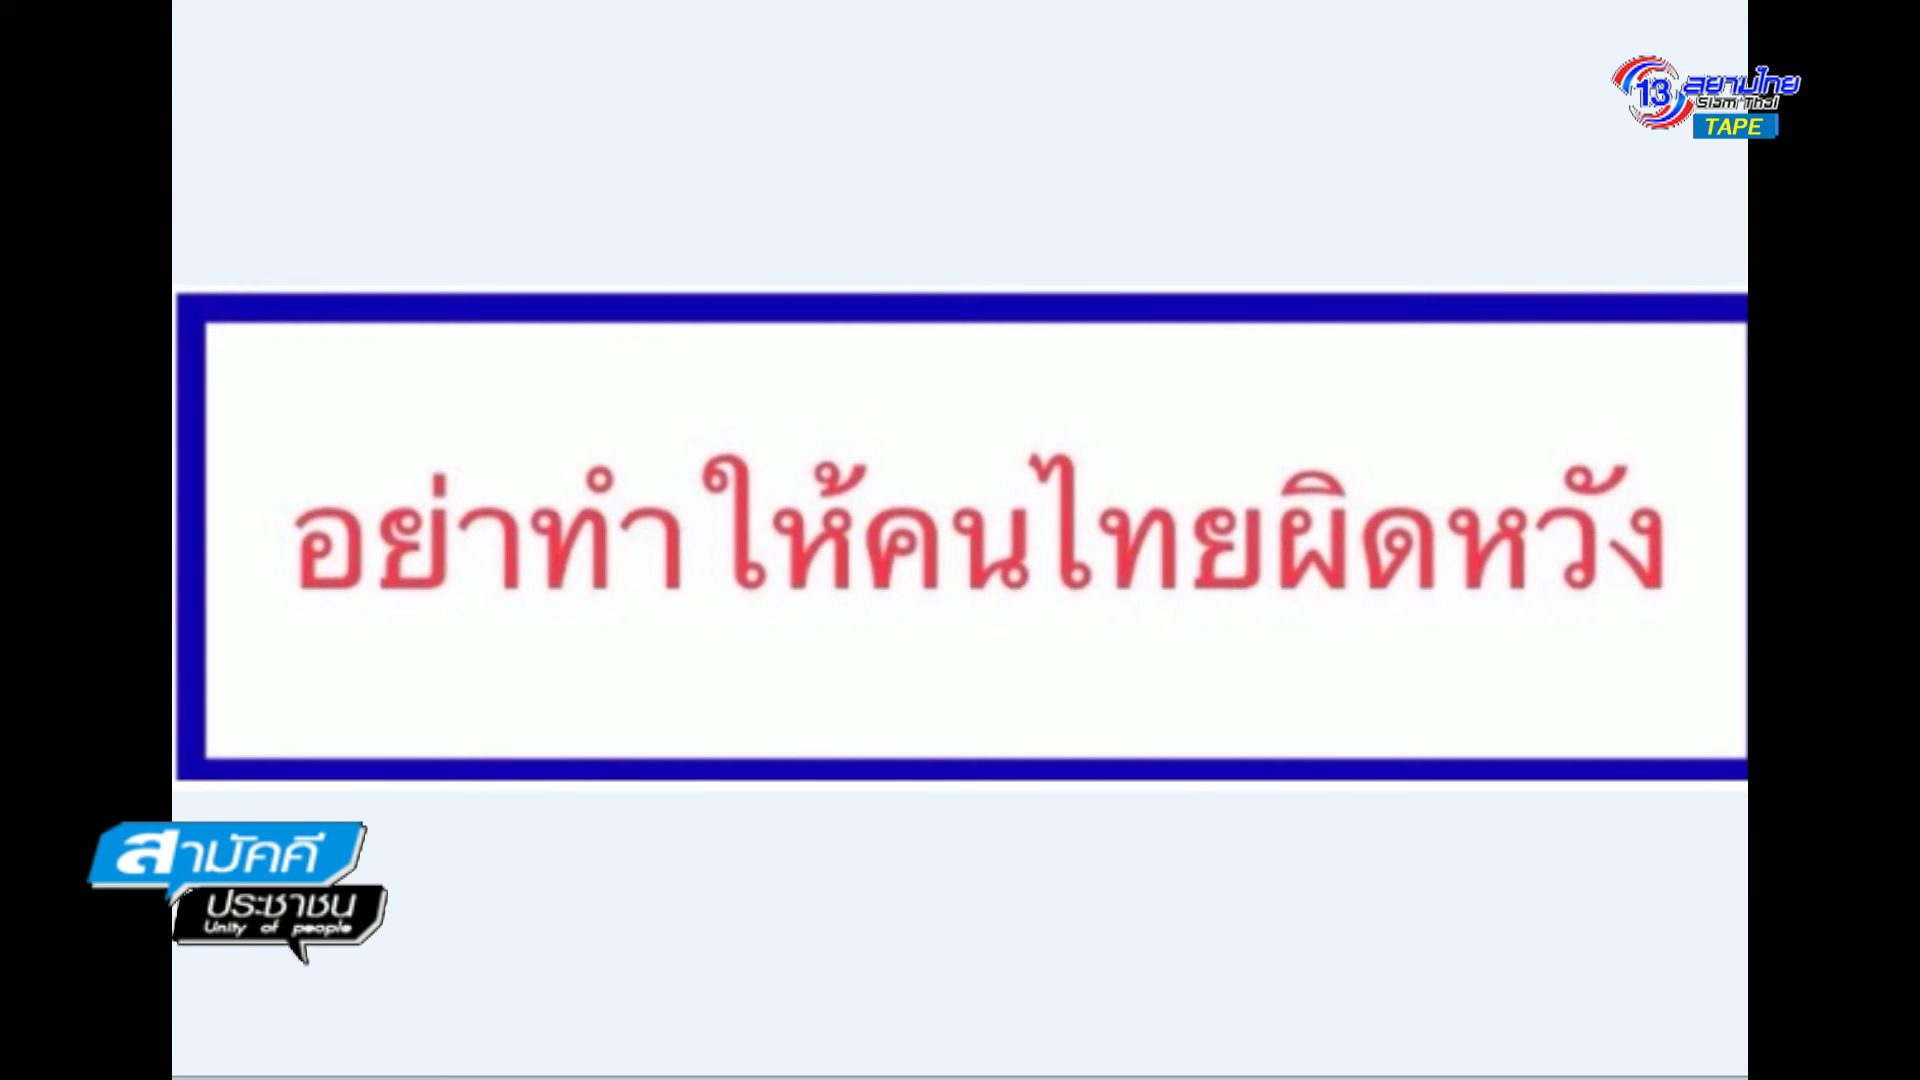 13 สยามไทย
Siam Thai
TAPE
อย่าทำให้คนไทยผิดหวัง
สามัคคี
ประชาชน
Unity of people